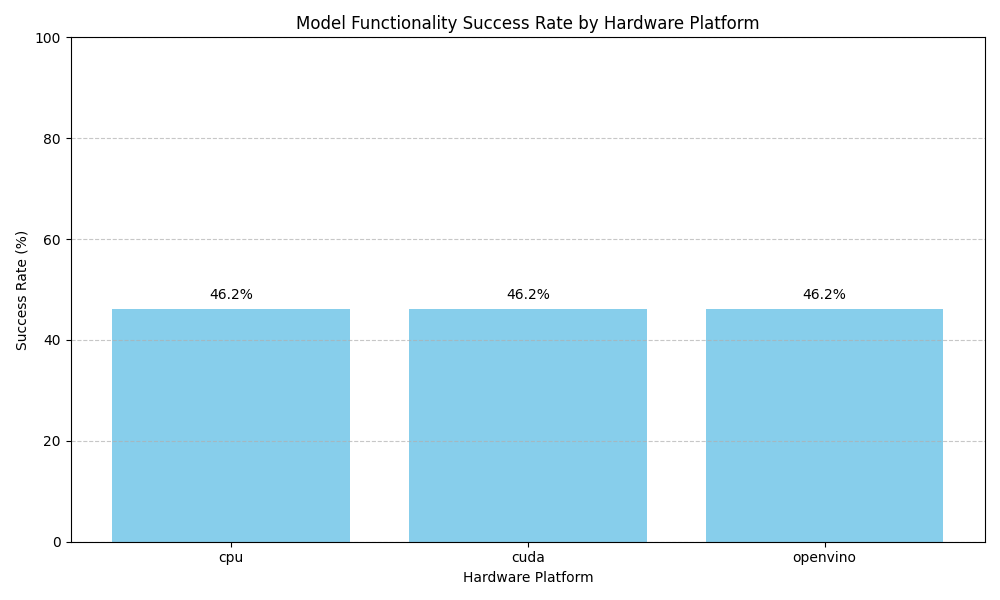 Model Functionality Success Rate by Hardware Platform
100
80
60
40
20
0
Success Rate (%)
46.2%
46.2%
46.2%
cpu
cuda
openvino
Hardware Platform